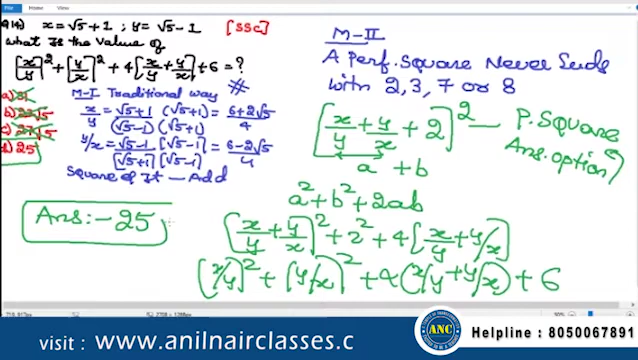 Q14) x = √5+1 ; y = √5-1 [SSC]
What Is the Value of
[x/y]² + [y/x]² + 4[x/y + y/x] + 6 = ?
a) 31
d) 25
M-I Traditional way
x/y = (√5+1)/(√5-1) (√5+1)/(√5+1) = (6+2√5)/4
y/x = (√5-1)/(√5+1) [√5-1]/[√5-1] = (6-2√5)/4
Square of It — Add
M-II
A Perf. Square Never Ends
with 2, 3, 7 or 8
[x/y + y/x + 2]² — P. Square
Ans. option
a + b
a² + b² + 2ab
[x/y + y/x]² + 2² + 4[x/y + y/x]
(x/y)² + (y/x)² + 4(x/y + y/x) + 6
Ans:- 25
visit : www.anilnairclasses.c
ANC
Helpline : 8050067891